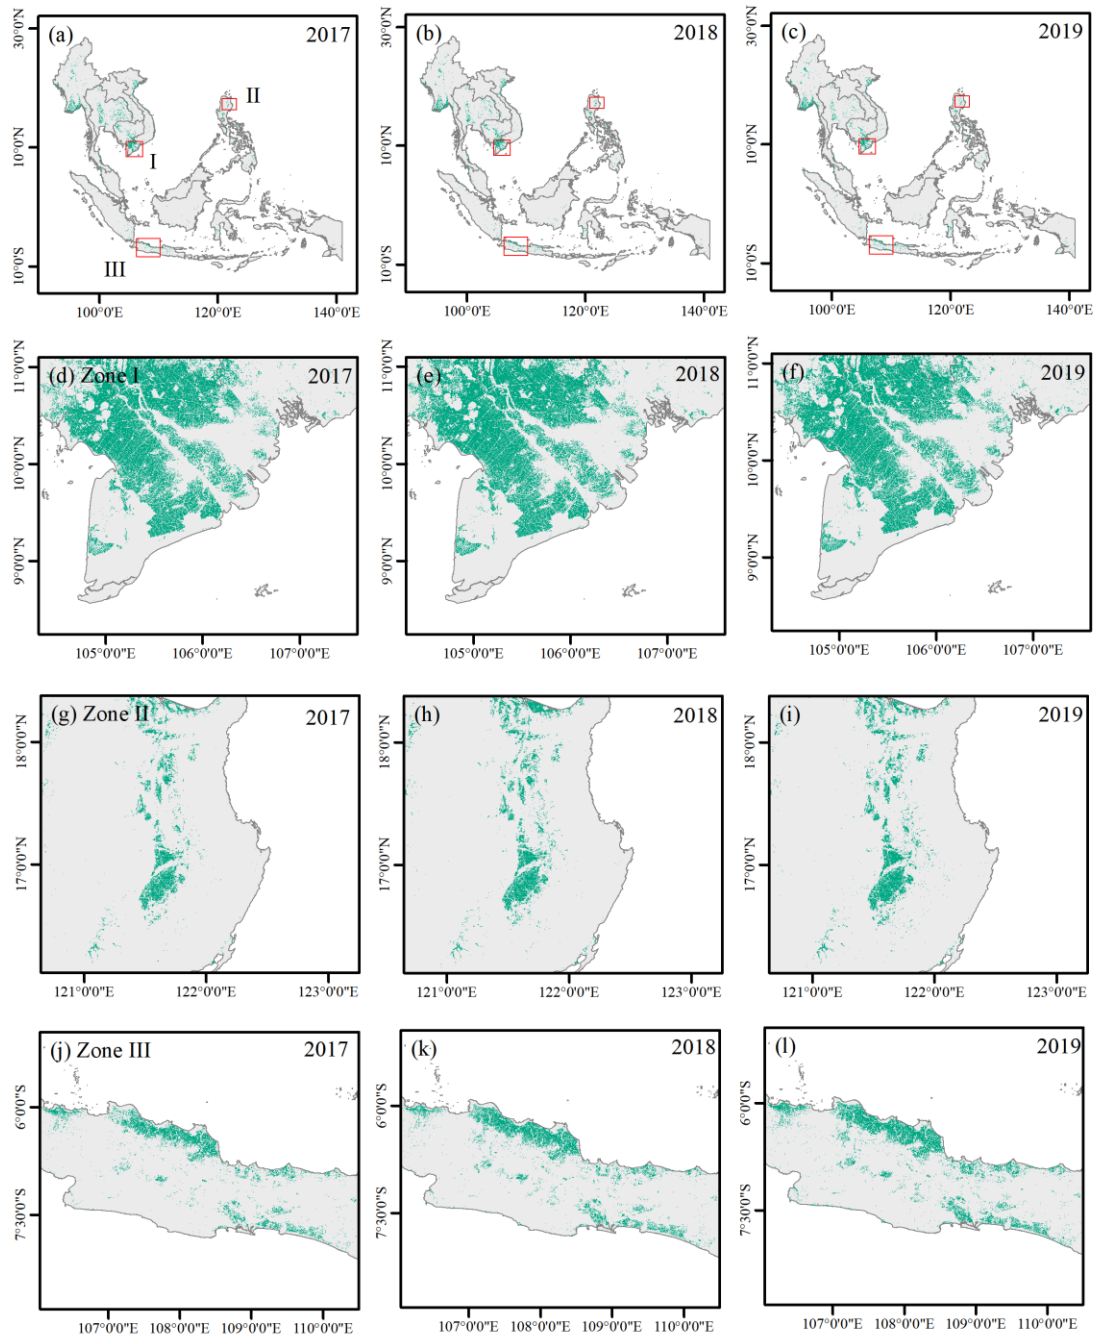 (a) 2017
(b) 2018
(c) 2019
30°0'N
10°0'N
10°0'S
I
II
III
100°0'E 120°0'E 140°0'E
30°0'N
10°0'N
10°0'S
100°0'E 120°0'E 140°0'E
30°0'N
10°0'N
10°0'S
100°0'E 120°0'E 140°0'E
(d) Zone I 2017
(e) 2018
(f) 2019
11°0'0"N
10°0'0"N
9°0'0"N
105°0'0"E 106°0'0"E 107°0'0"E
11°0'0"N
10°0'0"N
9°0'0"N
105°0'0"E 106°0'0"E 107°0'0"E
11°0'0"N
10°0'0"N
9°0'0"N
105°0'0"E 106°0'0"E 107°0'0"E
(g) Zone II 2017
(h) 2018
(i) 2019
18°0'0"N
17°0'0"N
121°0'0"E 122°0'0"E 123°0'0"E
18°0'0"N
17°0'0"N
121°0'0"E 122°0'0"E 123°0'0"E
18°0'0"N
17°0'0"N
121°0'0"E 122°0'0"E 123°0'0"E
(j) Zone III 2017
(k) 2018
(l) 2019
6°0'0"S
7°30'0"S
107°0'0"E 108°0'0"E 109°0'0"E 110°0'0"E
6°0'0"S
7°30'0"S
107°0'0"E 108°0'0"E 109°0'0"E 110°0'0"E
6°0'0"S
7°30'0"S
107°0'0"E 108°0'0"E 109°0'0"E 110°0'0"E